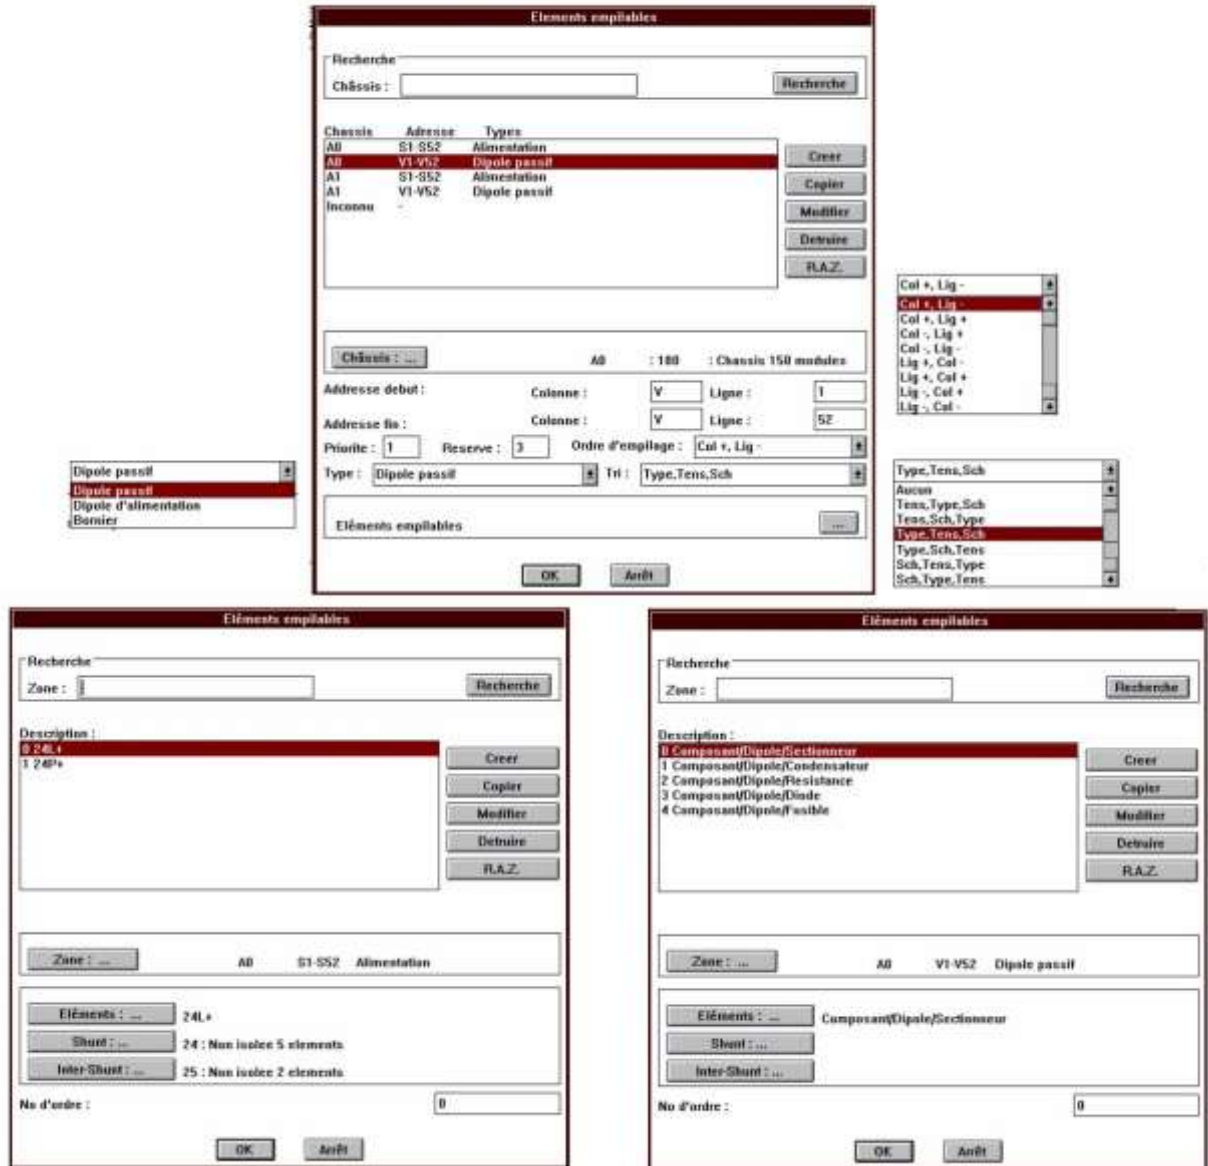 Elements empilables
Recherche
Châssis :
Recherche
Chassis Adresse Types
A0 S1-S52 Alimentation
A0 V1-V52 Dipole passif
A1 S1-S52 Alimentation
A1 V1-V52 Dipole passif
Inconnu -
Creer
Copier
Modifier
Detruire
R.A.Z.
Châssis : ... A0 : 180 : Chassis 150 modules
Addresse debut : Colonne : V Ligne : 1
Addresse fin : Colonne : V Ligne : 52
Priorite : 1 Reserve : 3 Ordre d'empilage : Col +, Lig -
Type : Dipole passif Tri : Type,Tens,Sch
Eléments empilables ...
OK Arrêt
Col +, Lig -
Col +, Lig -
Col +, Lig +
Col -, Lig +
Col -, Lig -
Lig +, Col -
Lig +, Col +
Lig -, Col +
Lig -, Col -
Dipole passif
Dipole passif
Dipole d'alimentation
Bornier
Type,Tens,Sch
Aucun
Tens,Type,Sch
Tens,Sch,Type
Type,Tens,Sch
Type,Sch,Tens
Sch,Tens,Type
Sch,Type,Tens
Eléments empilables
Recherche
Zone :
Recherche
Description :
0 24L+
1 24P+
Creer
Copier
Modifier
Detruire
R.A.Z.
Zone : ... A0 S1-S52 Alimentation
Eléments : ... 24L+
Shunt : ... 24 : Non isolee 5 elements
Inter-Shunt : ... 25 : Non isolee 2 elements
No d'ordre : 0
OK Arrêt
Eléments empilables
Recherche
Zone :
Recherche
Description :
0 Composant/Dipole/Sectionneur
1 Composant/Dipole/Condensateur
2 Composant/Dipole/Resistance
3 Composant/Dipole/Diode
4 Composant/Dipole/Fusible
Creer
Copier
Modifier
Detruire
R.A.Z.
Zone : ... A0 V1-V52 Dipole passif
Eléments : ... Composant/Dipole/Sectionneur
Shunt : ...
Inter-Shunt : ...
No d'ordre : 0
OK Arrêt